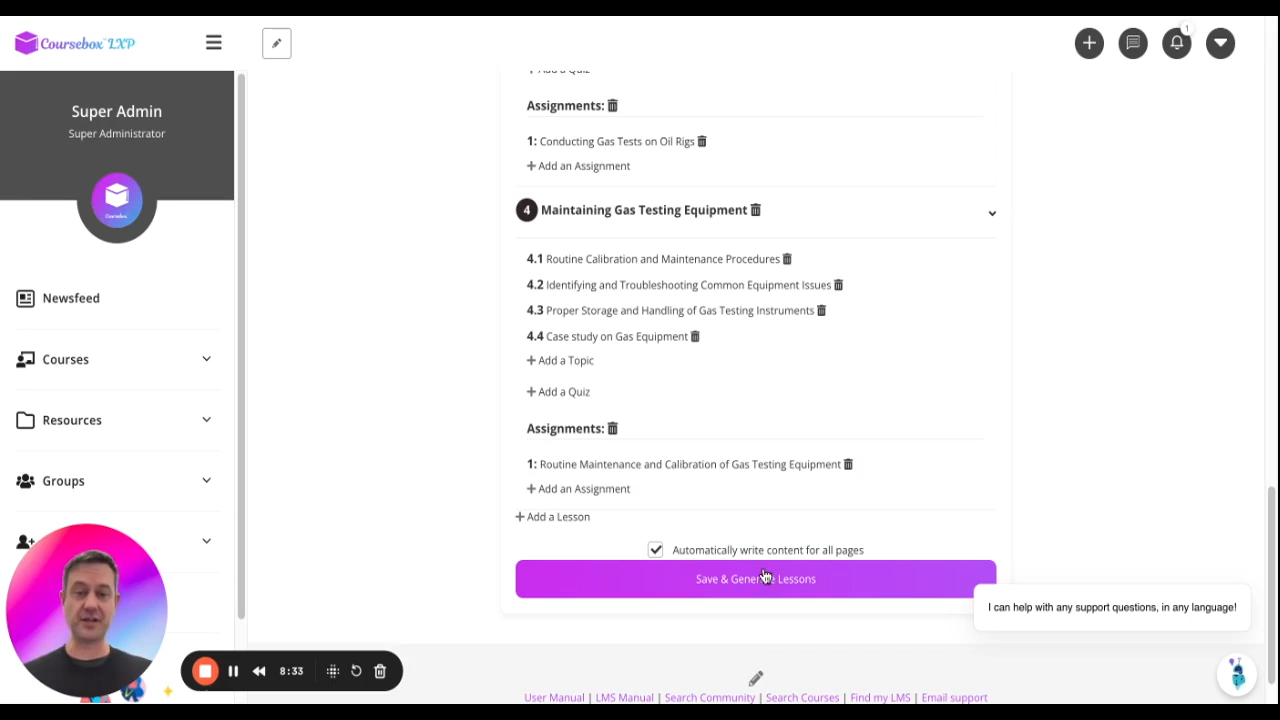 Coursebox™ LXP
1
Super Admin
Super Administrator
Coursebox
Newsfeed
Courses
Resources
Groups
+ Add a Quiz
Assignments:
1: Conducting Gas Tests on Oil Rigs
+ Add an Assignment
4 Maintaining Gas Testing Equipment
4.1 Routine Calibration and Maintenance Procedures
4.2 Identifying and Troubleshooting Common Equipment Issues
4.3 Proper Storage and Handling of Gas Testing Instruments
4.4 Case study on Gas Equipment
+ Add a Topic
+ Add a Quiz
Assignments:
1: Routine Maintenance and Calibration of Gas Testing Equipment
+ Add an Assignment
+ Add a Lesson
Automatically write content for all pages
Save & Generate Lessons
I can help with any support questions, in any language!
8:33
User Manual | LMS Manual | Search Community | Search Courses | Find my LMS | Email support